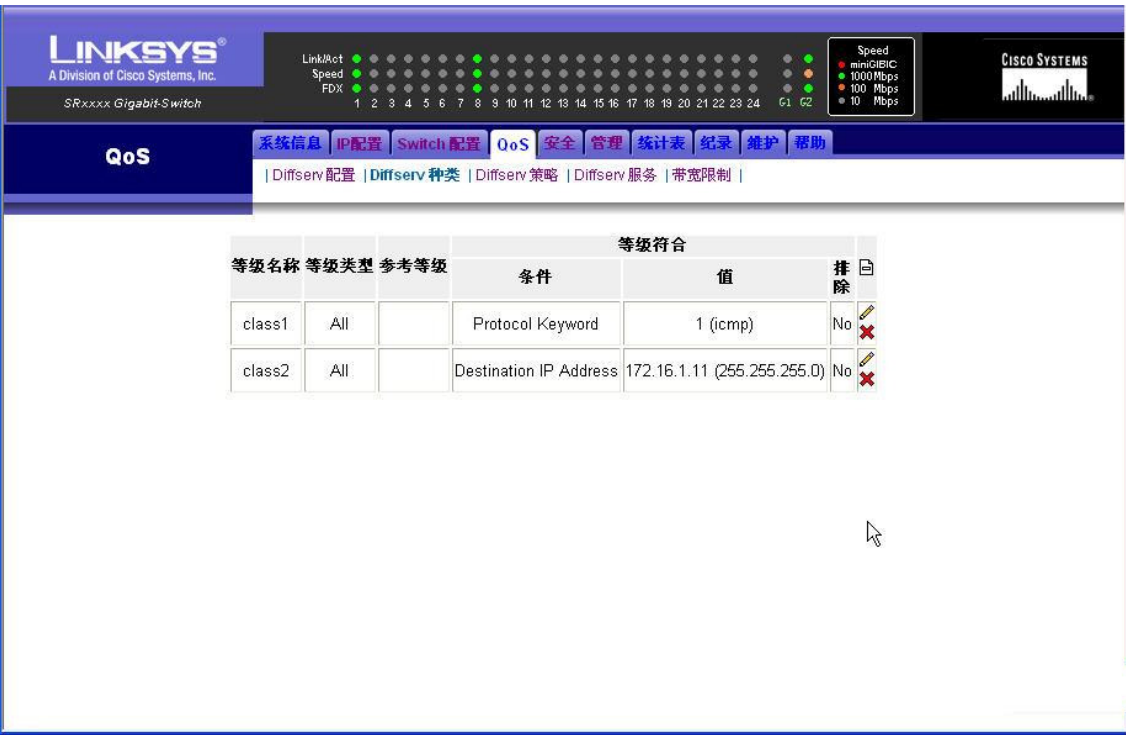 LINKSYS®
A Division of Cisco Systems, Inc.
SRxxxx Gigabit-Switch
Link/Act
Speed
FDX
1 2 3 4 5 6 7 8 9 10 11 12 13 14 15 16 17 18 19 20 21 22 23 24 G1 G2
Speed
miniGIBIC
1000Mbps
100 Mbps
10 Mbps
CISCO SYSTEMS
QoS
系统信息 IP配置 Switch 配置 QoS 安全 管理 统计表 纪录 维护 帮助
| Diffserv 配置 | Diffserv 种类 | Diffserv 策略 | Diffserv 服务 | 带宽限制 |
等级名称 等级类型 参考等级 等级符合
条件 值 排除
class1 All Protocol Keyword 1 (icmp) No
class2 All Destination IP Address 172.16.1.11 (255.255.255.0) No